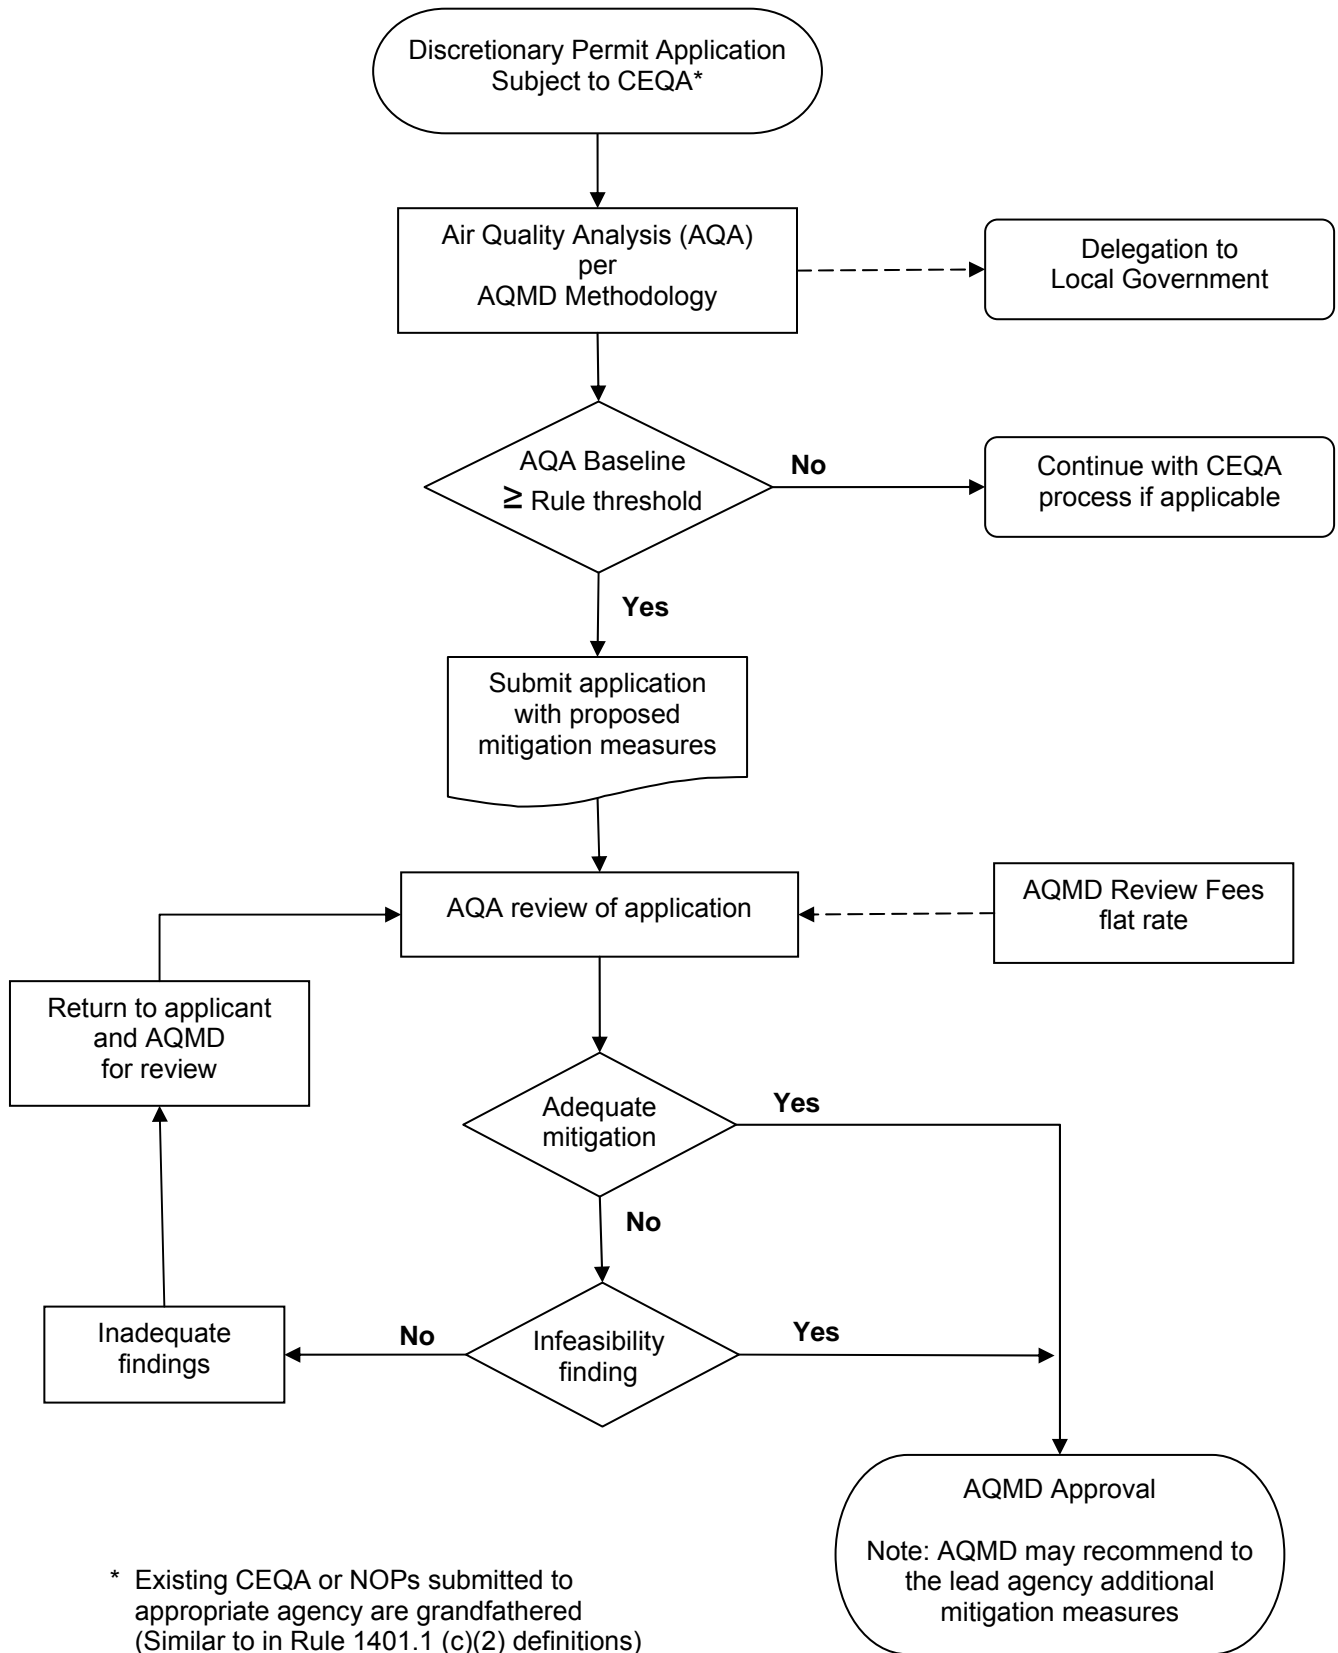 Discretionary Permit Application
Subject to CEQA*
Air Quality Analysis (AQA)
per
AQMD Methodology
Delegation to
Local Government
AQA Baseline
≥ Rule threshold
No
Continue with CEQA
process if applicable
Yes
Submit application
with proposed
mitigation measures
AQA review of application
AQMD Review Fees
flat rate
Return to applicant
and AQMD
for review
Adequate
mitigation
Yes
No
Inadequate
findings
No
Infeasibility
finding
Yes
AQMD Approval
Note: AQMD may recommend to
the lead agency additional
mitigation measures
* Existing CEQA or NOPs submitted to
appropriate agency are grandfathered
(Similar to in Rule 1401.1 (c)(2) definitions)